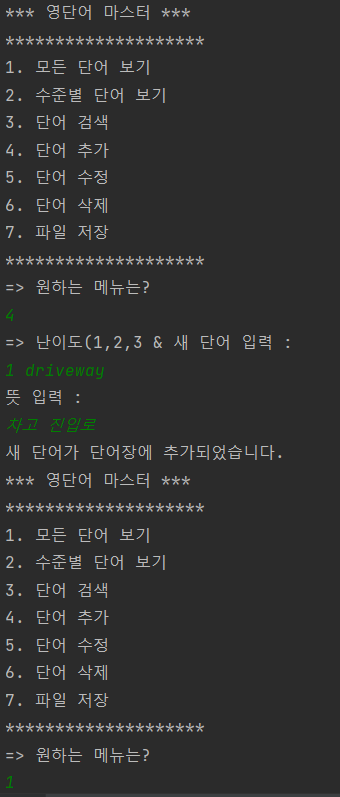 *** 영단어 마스터 ***
********************
1. 모든 단어 보기
2. 수준별 단어 보기
3. 단어 검색
4. 단어 추가
5. 단어 수정
6. 단어 삭제
7. 파일 저장
********************
=> 원하는 메뉴는?
4
=> 난이도(1,2,3 & 새 단어 입력 :
1 driveway
뜻 입력 :
차고 진입로
새 단어가 단어장에 추가되었습니다.
*** 영단어 마스터 ***
********************
1. 모든 단어 보기
2. 수준별 단어 보기
3. 단어 검색
4. 단어 추가
5. 단어 수정
6. 단어 삭제
7. 파일 저장
********************
=> 원하는 메뉴는?
1